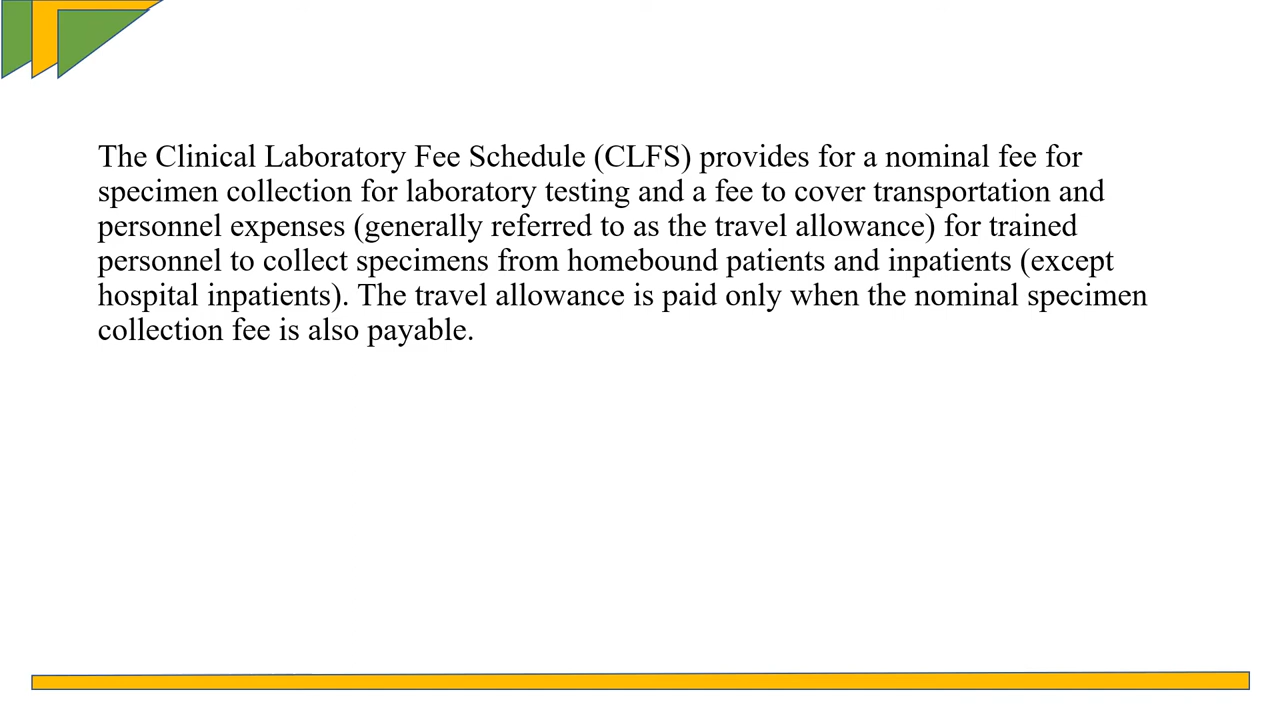 The Clinical Laboratory Fee Schedule (CLFS) provides for a nominal fee for
specimen collection for laboratory testing and a fee to cover transportation and
personnel expenses (generally referred to as the travel allowance) for trained
personnel to collect specimens from homebound patients and inpatients (except
hospital inpatients). The travel allowance is paid only when the nominal specimen
collection fee is also payable.